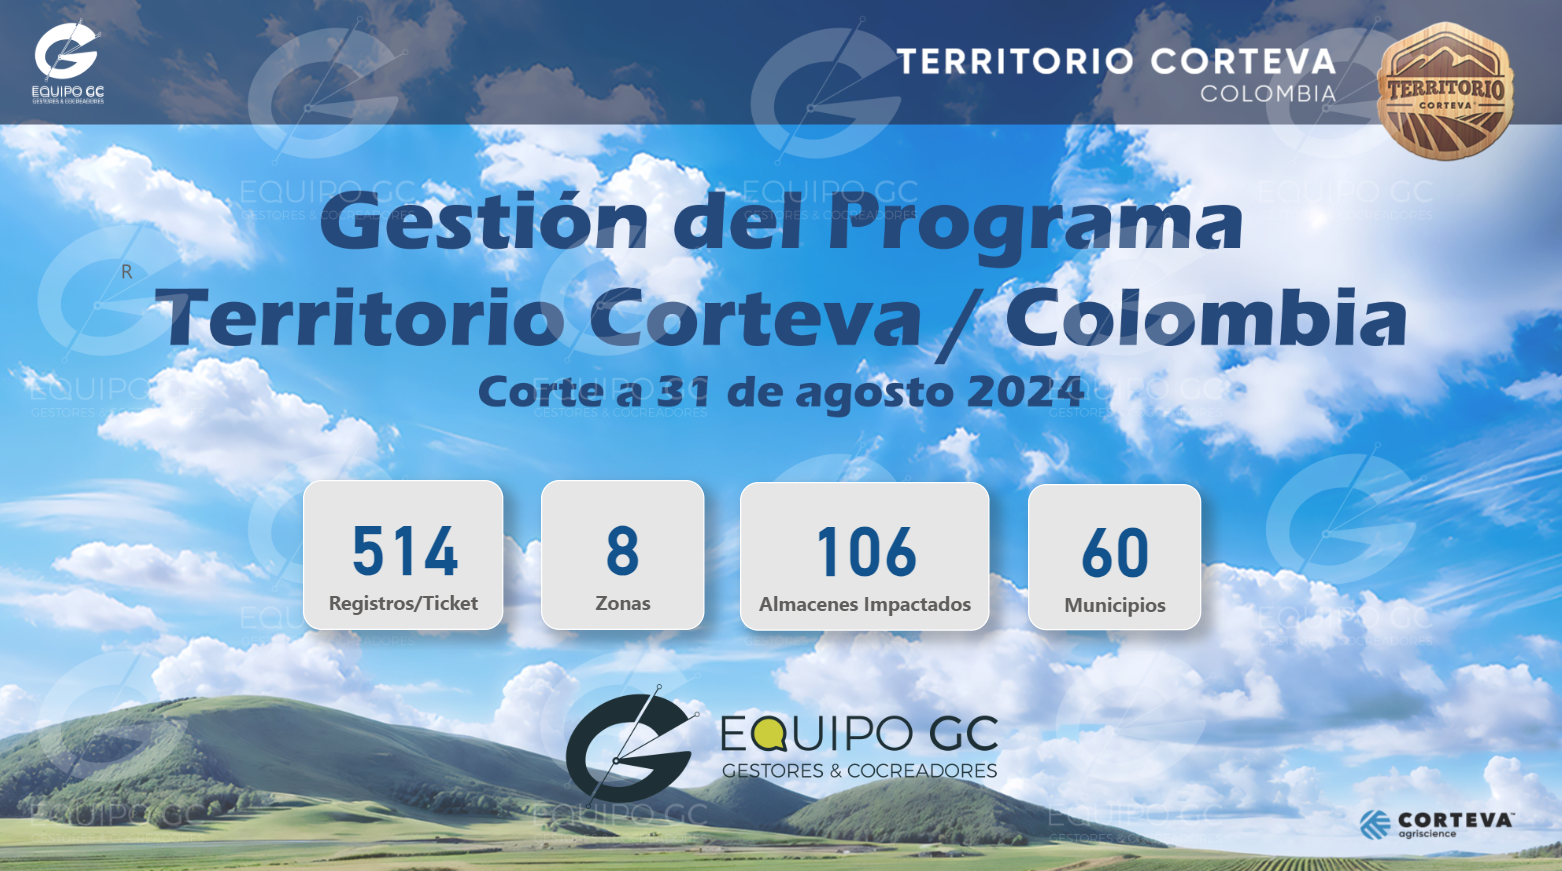 EQUIPO GC
GESTORES & COCREADORES
TERRITORIO CORTEVA
COLOMBIA
TERRITORIO
CORTEVA
Gestión del Programa
R
Territorio Corteva / Colombia
Corte a 31 de agosto 2024
514
Registros/Ticket
8
Zonas
106
Almacenes Impactados
60
Municipios
EQUIPO GC
GESTORES & COCREADORES
CORTEVA™
agriscience